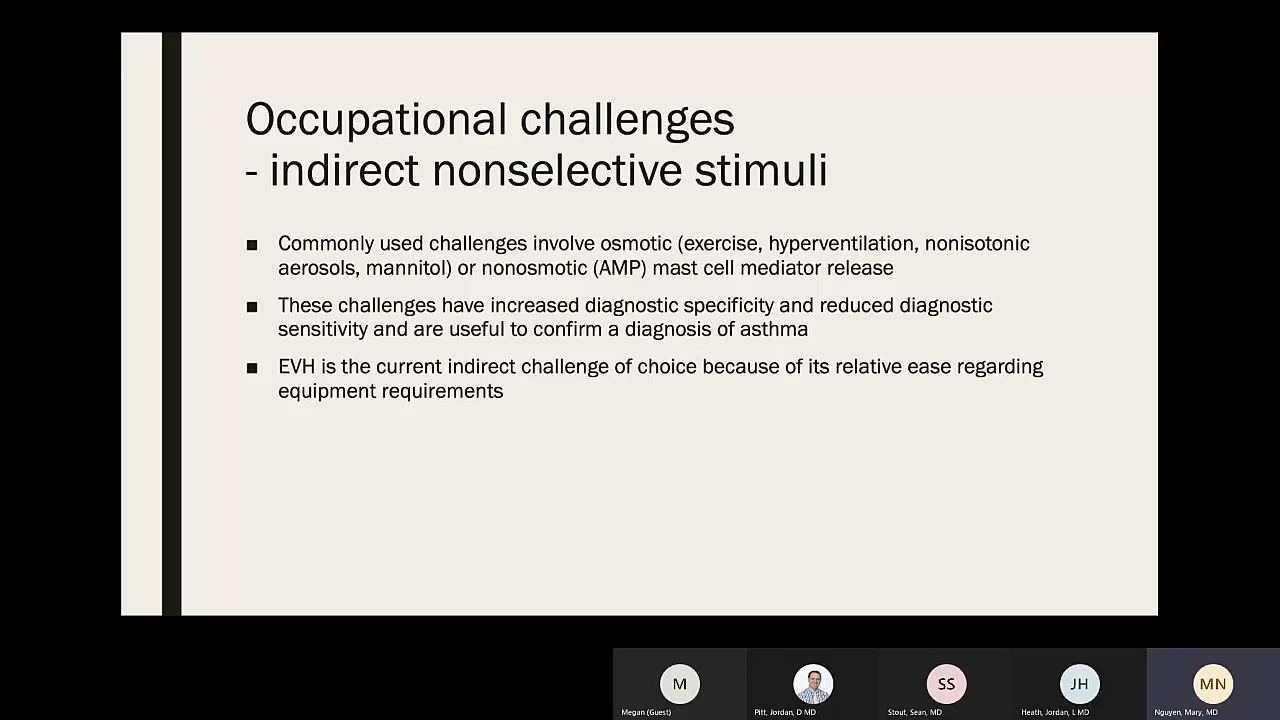 Occupational challenges
- indirect nonselective stimuli
■ Commonly used challenges involve osmotic (exercise, hyperventilation, nonisotonic
aerosols, mannitol) or nonosmotic (AMP) mast cell mediator release
■ These challenges have increased diagnostic specificity and reduced diagnostic
sensitivity and are useful to confirm a diagnosis of asthma
■ EVH is the current indirect challenge of choice because of its relative ease regarding
equipment requirements
M
SS
JH
MN
Megan (Guest)
Pitt, Jordan, D MD
Stout, Sean, MD
Heath, Jordan, L MD
Nguyen, Mary, MD